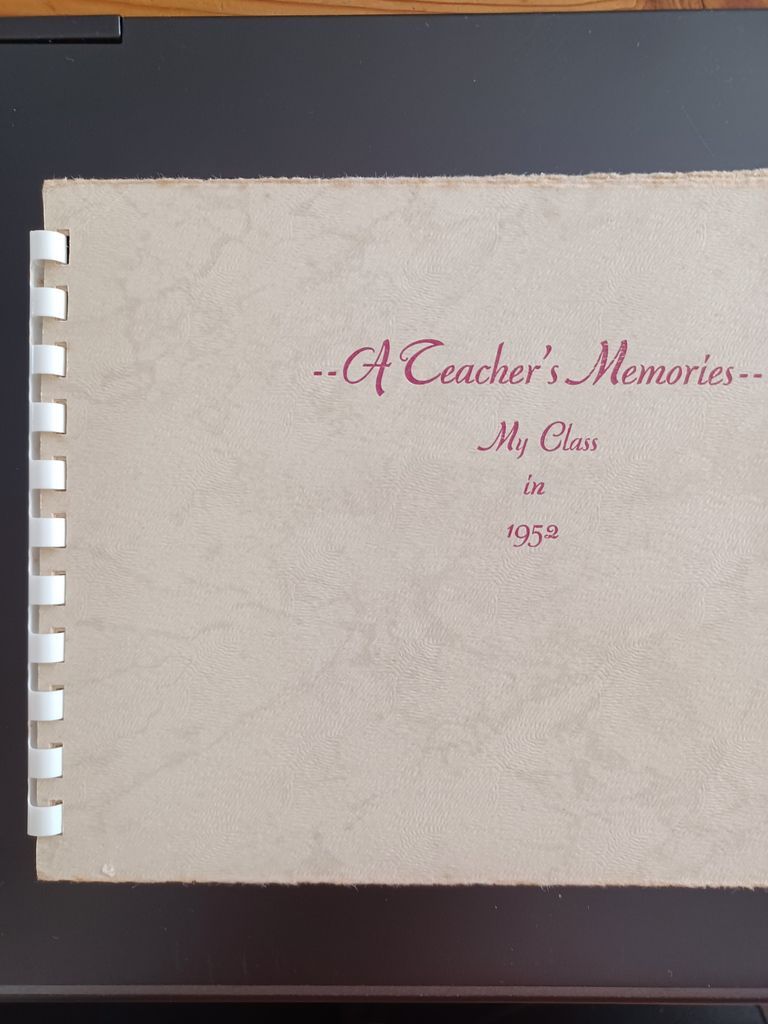 --A Teacher's Memories--
My Class
in
1952